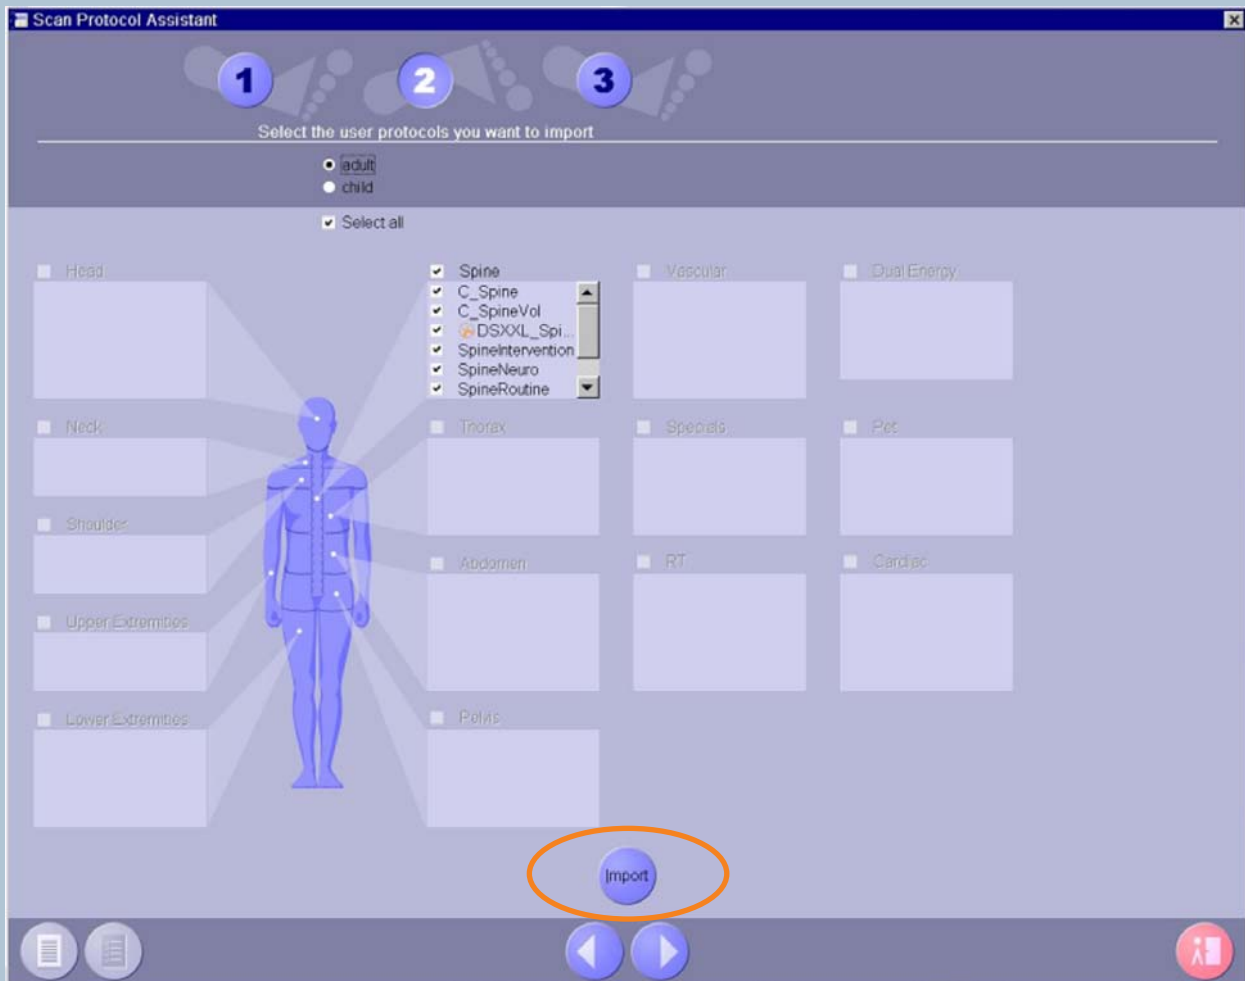 Scan Protocol Assistant
1
2
3
Select the user protocols you want to import
adult
child
Select all
Head
Neck
Shoulder
Upper Extremities
Lower Extremities
Spine
C_Spine
C_SpineVol
DSXXL_Spi...
SpineIntervention
SpineNeuro
SpineRoutine
Thorax
Abdomen
Pelvis
Vascular
Specials
RT
Dual Energy
Pet
Cardiac
Import